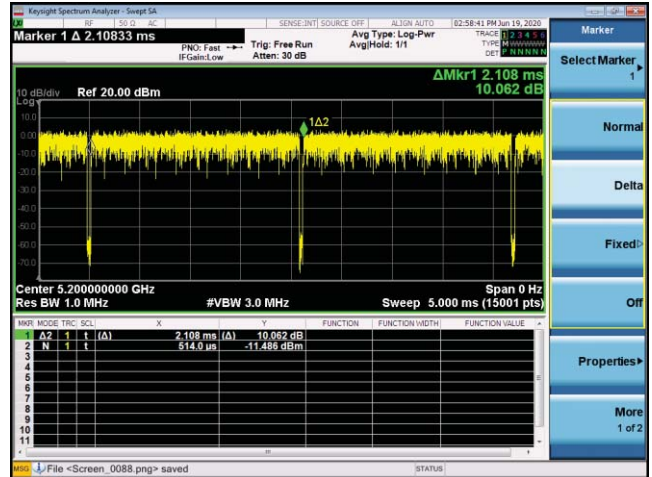 Keysight Spectrum Analyzer - Swept SA
RF 50 Ω AC SENSE:INT SOURCE OFF ALIGN AUTO 02:58:41 PM Jun 19, 2020
Marker 1 Δ 2.10833 ms
PNO: Fast
IFGain:Low
Trig: Free Run
Atten: 30 dB
Avg Type: Log-Pwr
Avg|Hold: 1/1
TRACE 1 2 3 4 5 6
TYPE M WWWWW
DET P N N N N N
ΔMkr1 2.108 ms
10.062 dB
10 dB/div Ref 20.00 dBm
Log
10.0
0.00
-10.0
-20.0
-30.0
-40.0
-50.0
-60.0
-70.0
1Δ2
Center 5.200000000 GHz Span 0 Hz
Res BW 1.0 MHz #VBW 3.0 MHz Sweep 5.000 ms (15001 pts)
MKR MODE TRC SCL X Y FUNCTION FUNCTION WIDTH FUNCTION VALUE
1 Δ2 1 t (Δ) 2.108 ms (Δ) 10.062 dB
2 N 1 t 514.0 µs -11.486 dBm
3
4
5
6
7
8
9
10
11
MSG File <Screen_0088.png> saved STATUS
Marker
Select Marker
1
Normal
Delta
Fixed
Off
Properties
More
1 of 2